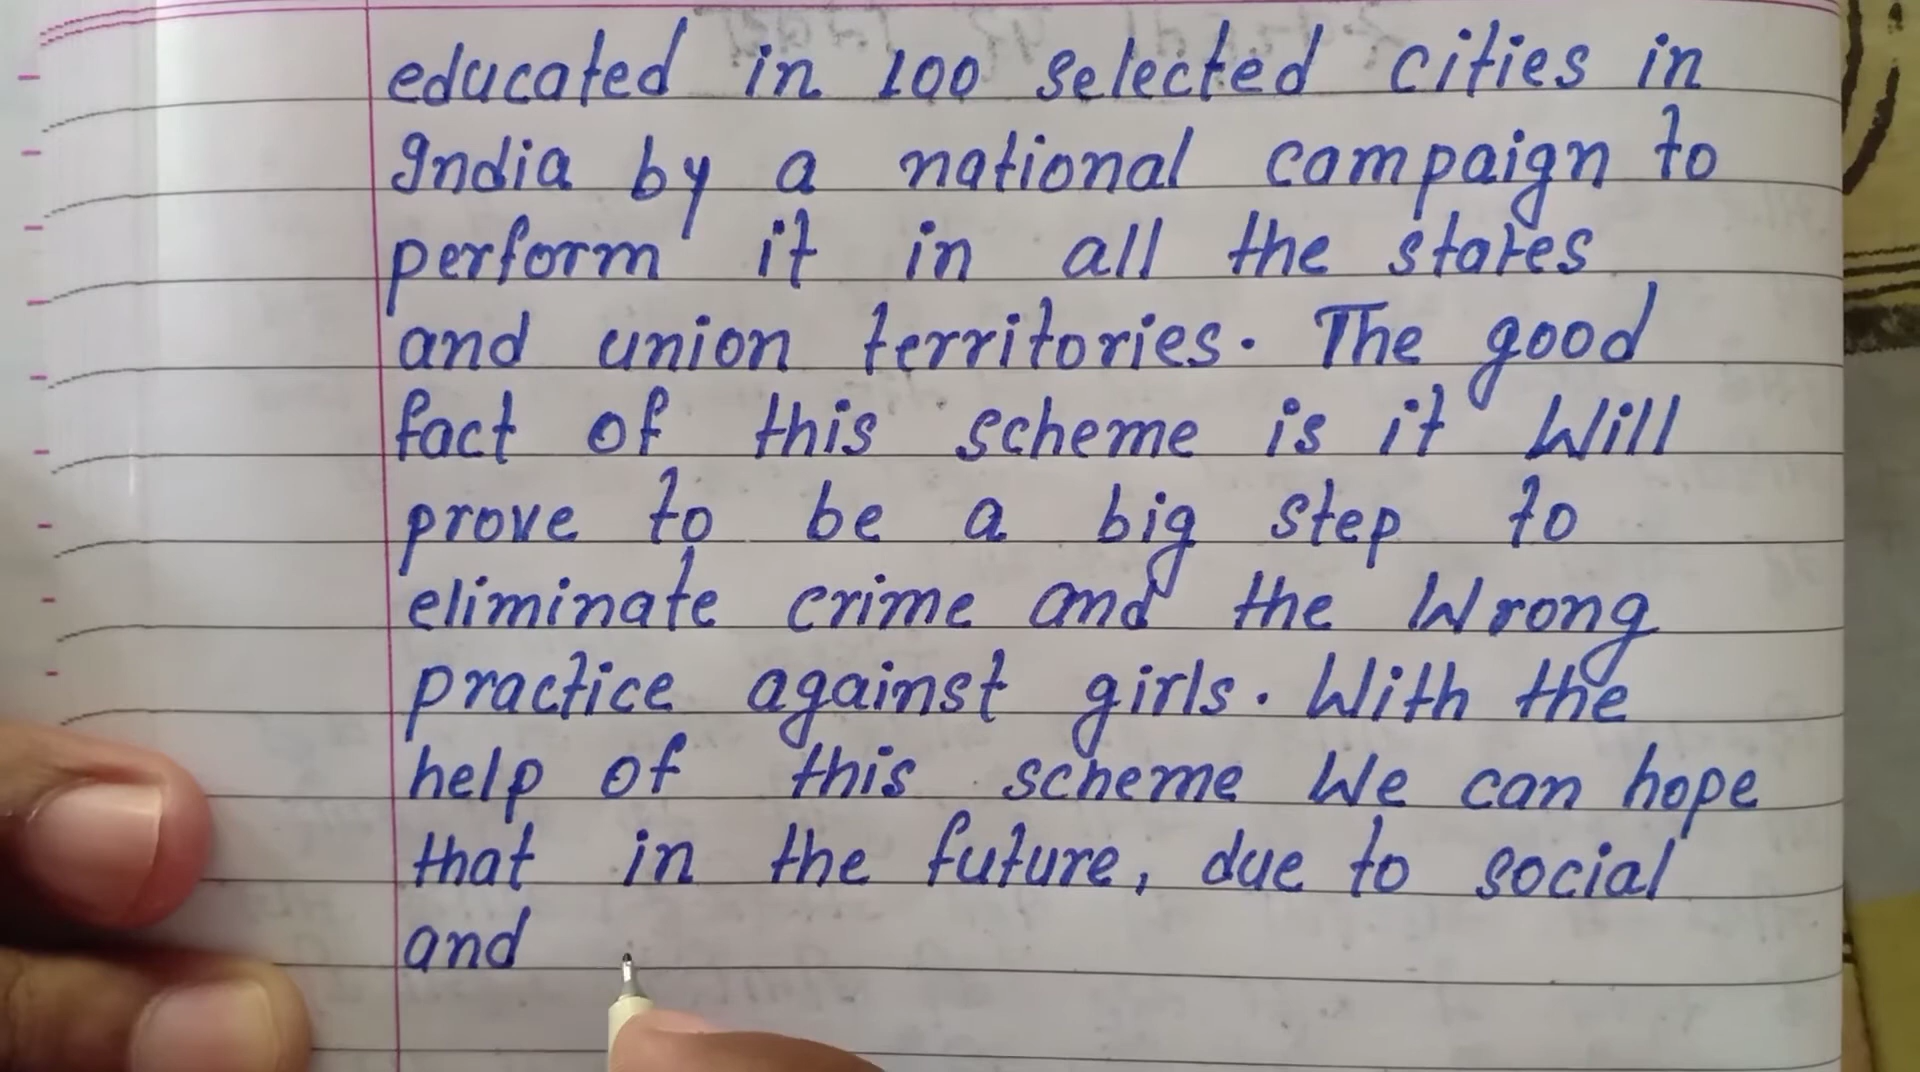 educated in 100 selected cities in
India by a national campaign to
perform it in all the states
and union territories. The good
fact of this scheme is it will
prove to be a big step to
eliminate crime and the wrong
practice against girls. With the
help of this scheme we can hope
that in the future, due to social
and